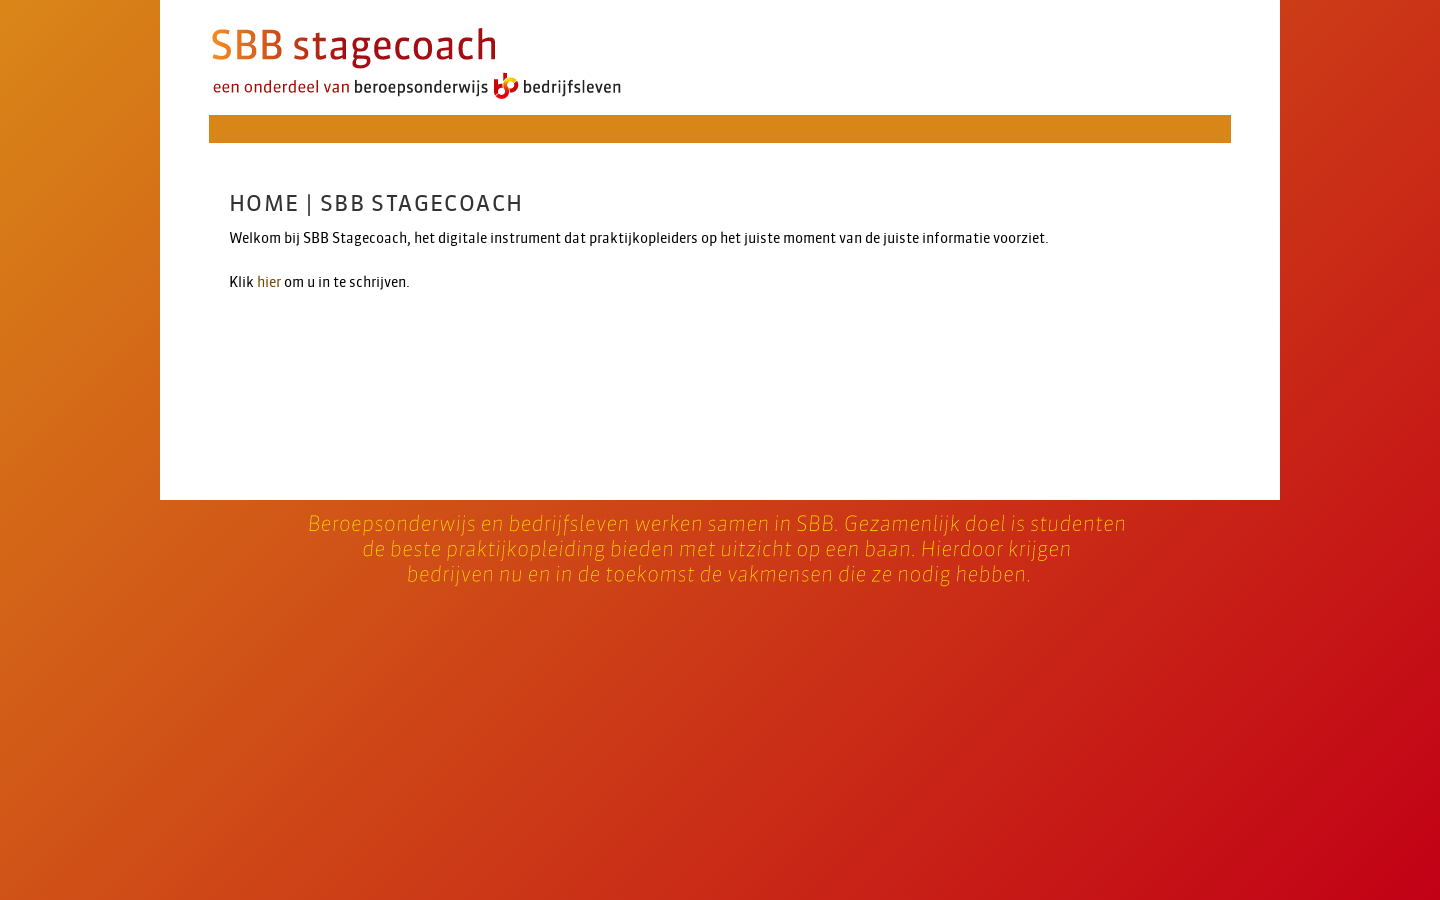 SBB stagecoach
een onderdeel van beroepsonderwijs bedrijfsleven
HOME | SBB STAGECOACH
Welkom bij SBB Stagecoach, het digitale instrument dat praktijkopleiders op het juiste moment van de juiste informatie voorziet.
Klik hier om u in te schrijven.
Beroepsonderwijs en bedrijfsleven werken samen in SBB. Gezamenlijk doel is studenten
de beste praktijkopleiding bieden met uitzicht op een baan. Hierdoor krijgen
bedrijven nu en in de toekomst de vakmensen die ze nodig hebben.